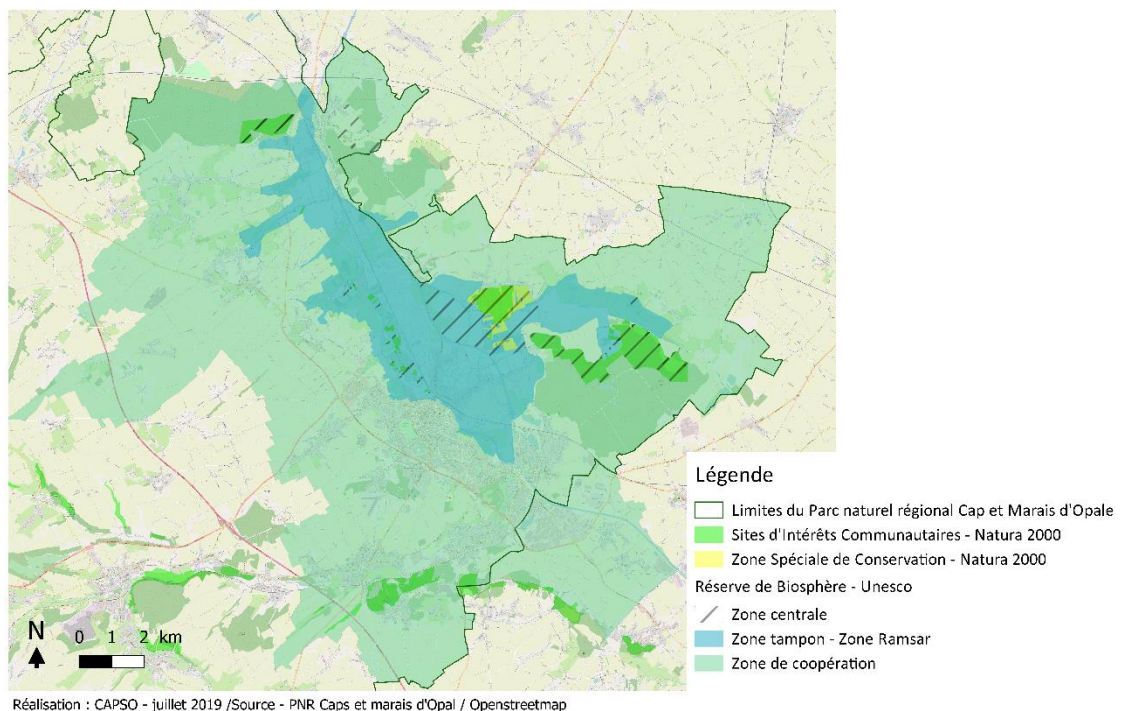 Légende
Limites du Parc naturel régional Cap et Marais d'Opale
Sites d'Intérêts Communautaires - Natura 2000
Zone Spéciale de Conservation - Natura 2000
Réserve de Biosphère - Unesco
Zone centrale
Zone tampon - Zone Ramsar
Zone de coopération
N
0 1 2 km
Réalisation : CAPSO - juillet 2019 /Source - PNR Caps et marais d'Opal / Openstreetmap